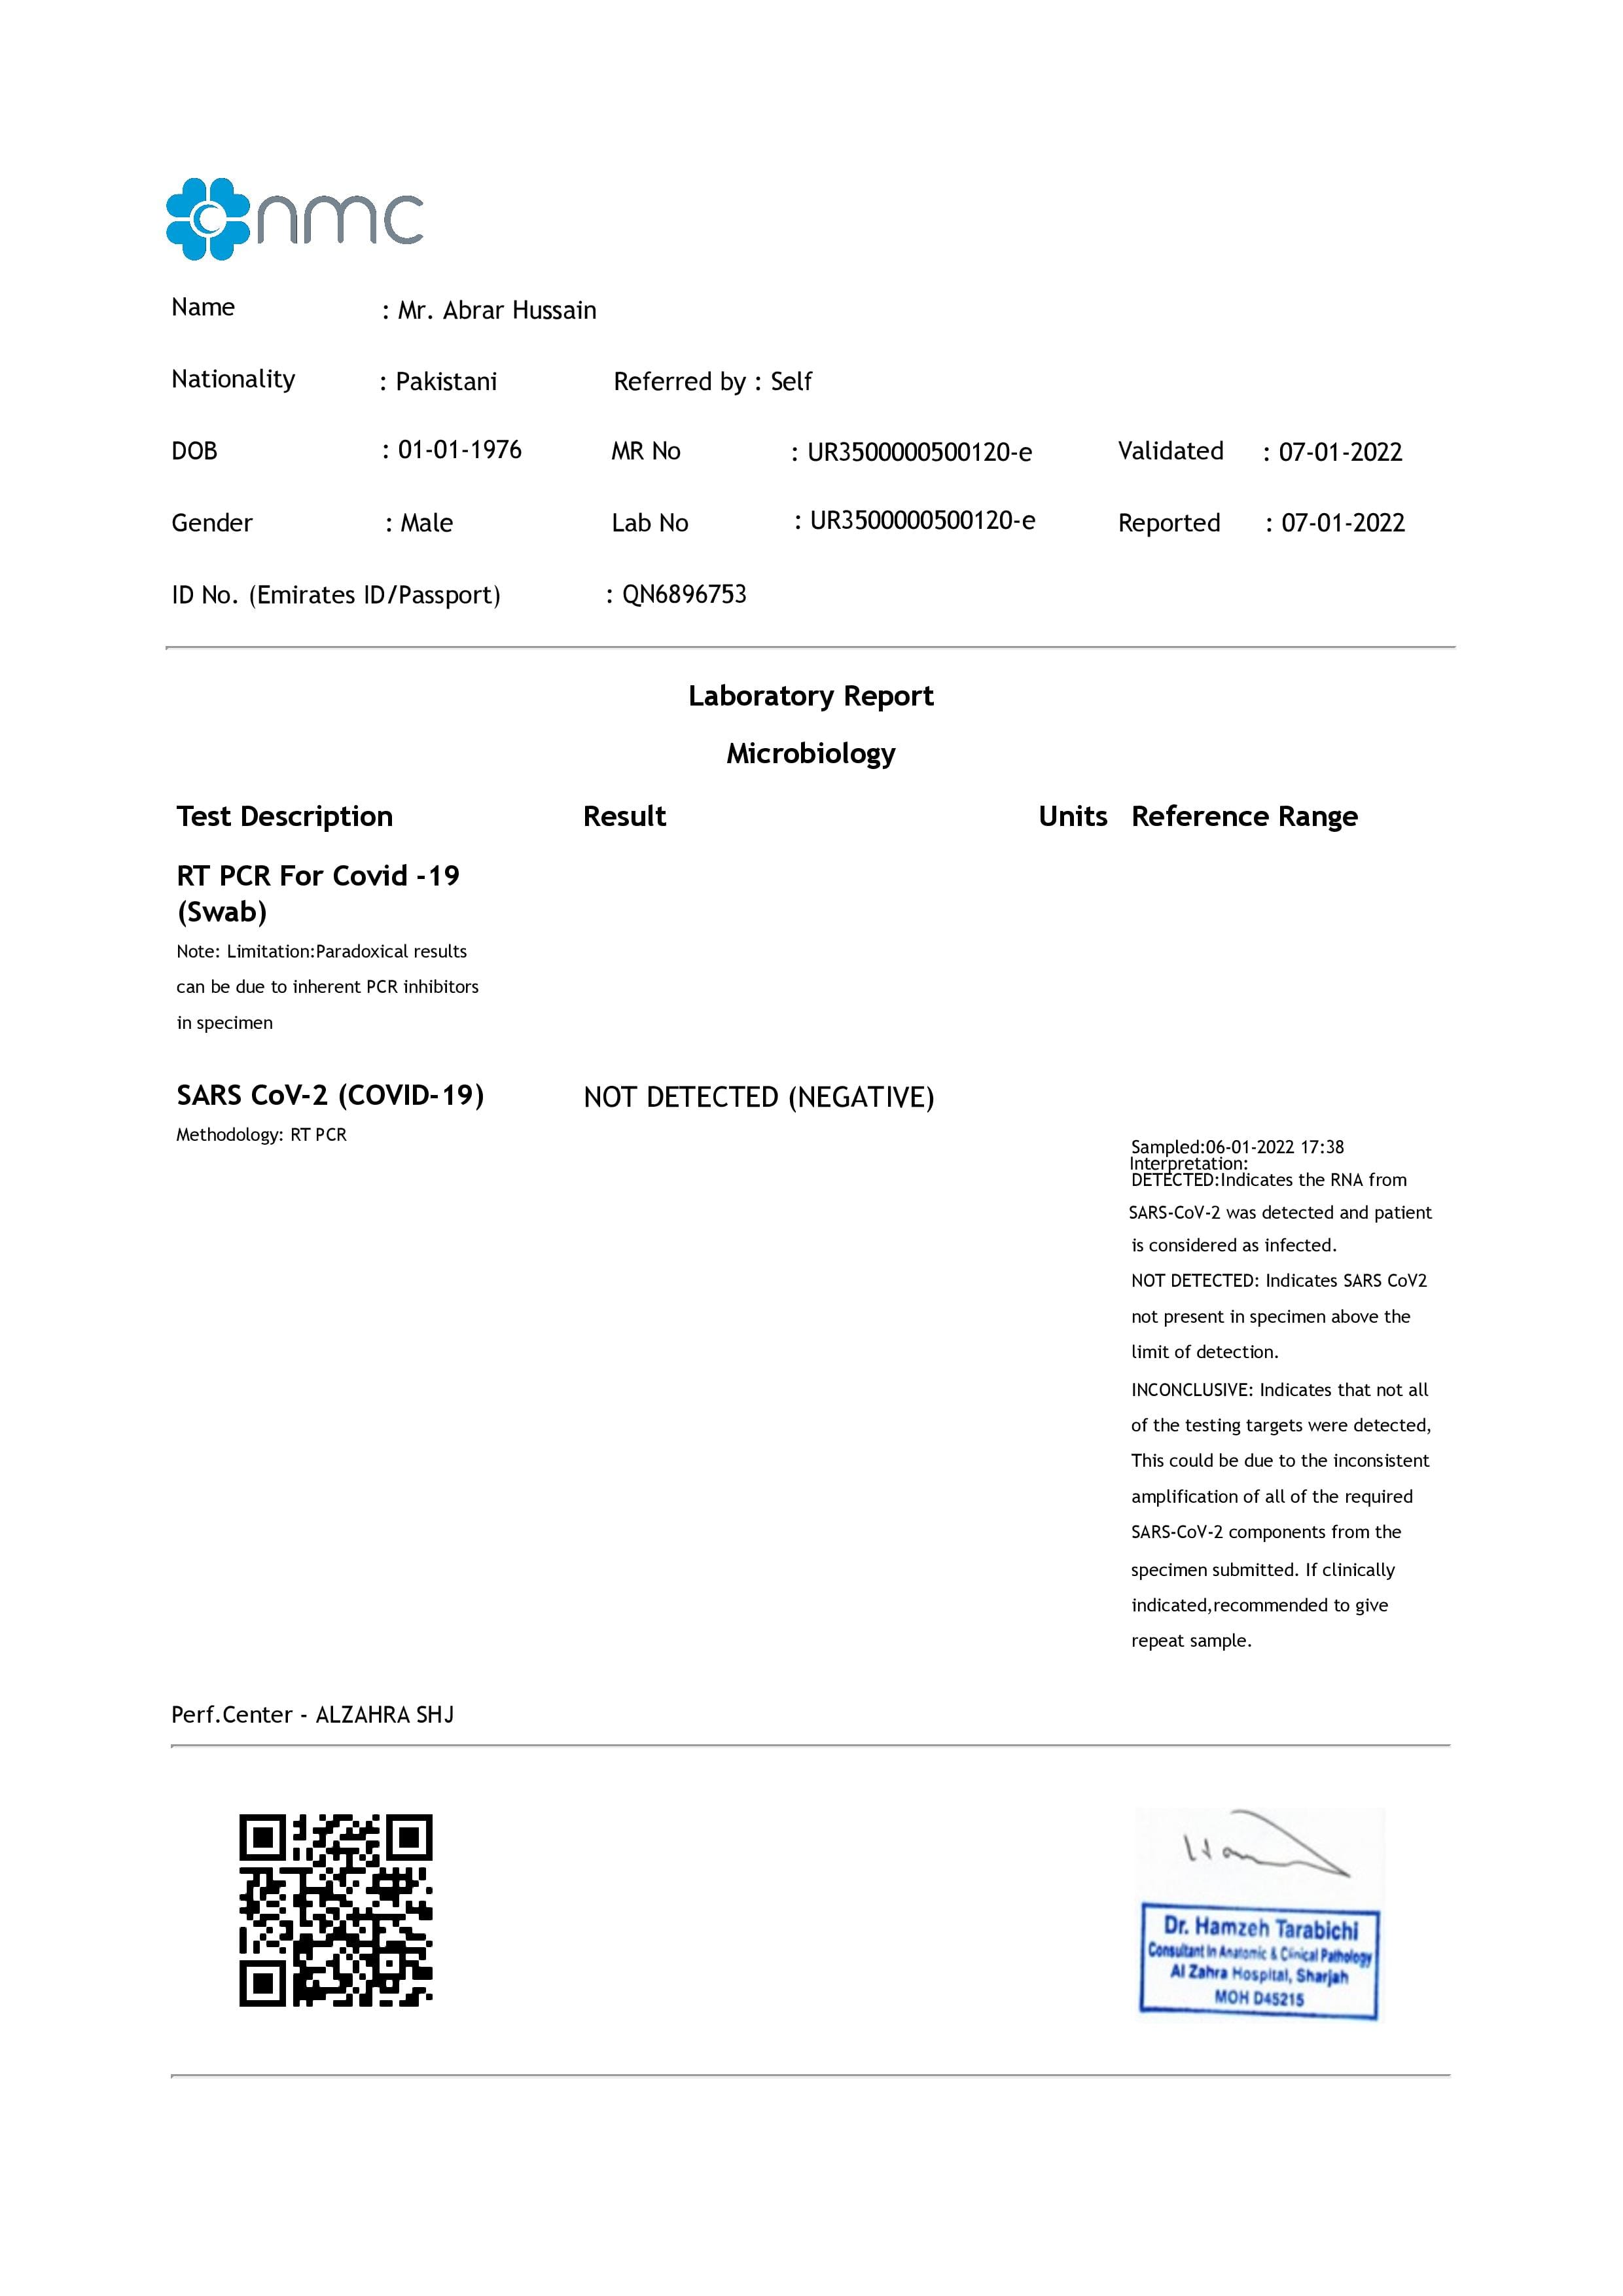 nmc
Name : Mr. Abrar Hussain
Nationality : Pakistani Referred by : Self
DOB : 01-01-1976 MR No : UR3500000500120-e Validated : 07-01-2022
Gender : Male Lab No : UR3500000500120-e Reported : 07-01-2022
ID No. (Emirates ID/Passport) : QN6896753
Laboratory Report
Microbiology
Test Description Result Units Reference Range
RT PCR For Covid -19
(Swab)
Note: Limitation:Paradoxical results
can be due to inherent PCR inhibitors
in specimen
SARS CoV-2 (COVID-19) NOT DETECTED (NEGATIVE)
Methodology: RT PCR
Sampled:06-01-2022 17:38
Interpretation:
DETECTED:Indicates the RNA from
SARS-CoV-2 was detected and patient
is considered as infected.
NOT DETECTED: Indicates SARS CoV2
not present in specimen above the
limit of detection.
INCONCLUSIVE: Indicates that not all
of the testing targets were detected,
This could be due to the inconsistent
amplification of all of the required
SARS-CoV-2 components from the
specimen submitted. If clinically
indicated,recommended to give
repeat sample.
Perf.Center - ALZAHRA SHJ
Dr. Hamzeh Tarabichi
Consultant In Anatomic & Clinical Pathology
Al Zahra Hospital, Sharjah
MOH D45215